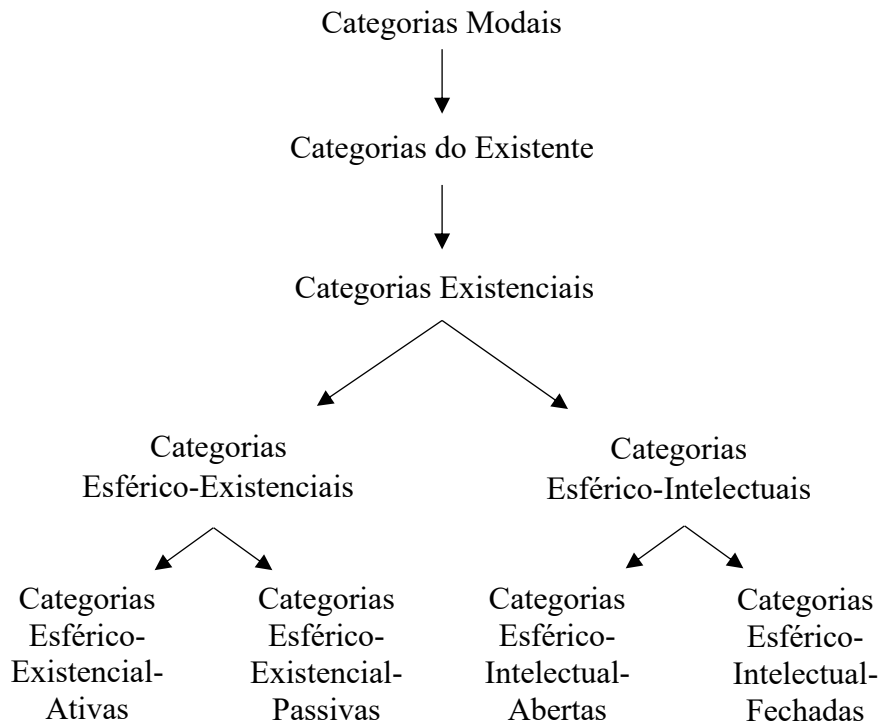 Categorias Modais
Categorias do Existente
Categorias Existenciais
Categorias
Esférico-Existenciais
Categorias
Esférico-Intelectuais
Categorias
Esférico-
Existencial-
Ativas
Categorias
Esférico-
Existencial-
Passivas
Categorias
Esférico-
Intelectual-
Abertas
Categorias
Esférico-
Intelectual-
Fechadas